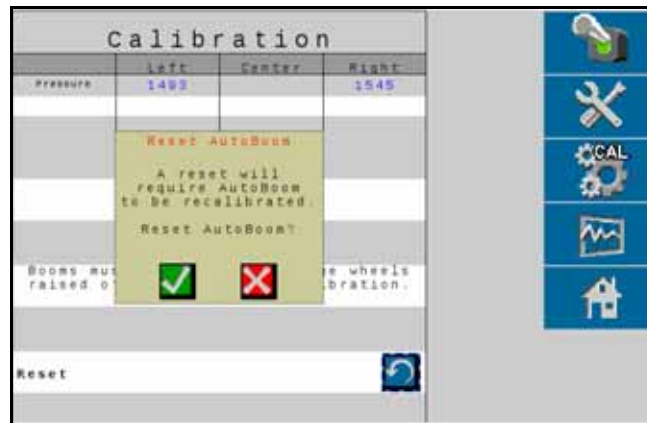 Calibration
Left Center Right
Pressure 1493 1545
Reset AutoBoom
A reset will
require AutoBoom
to be recalibrated.
Reset AutoBoom?
Booms mus e wheels
raised o bration.
Reset
CAL